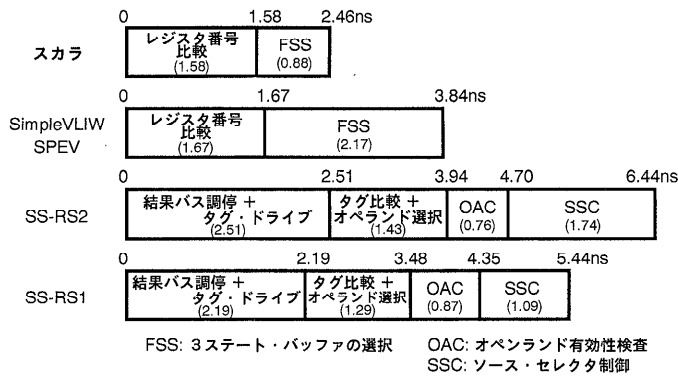 0 1.58 2.46ns
スカラ
レジスタ番号
比較
(1.58)
FSS
(0.88)
0 1.67 3.84ns
SimpleVLIW
SPEV
レジスタ番号
比較
(1.67)
FSS
(2.17)
0 2.51 3.94 4.70 6.44ns
SS-RS2
結果バス調停 +
タグ・ドライブ
(2.51)
タグ比較 +
オペランド選択
(1.43)
OAC
(0.76)
SSC
(1.74)
0 2.19 3.48 4.35 5.44ns
SS-RS1
結果バス調停 +
タグ・ドライブ
(2.19)
タグ比較 +
オペランド選択
(1.29)
OAC
(0.87)
SSC
(1.09)
FSS: 3ステート・バッファの選択 OAC: オペンランド有効性検査
SSC: ソース・セレクタ制御